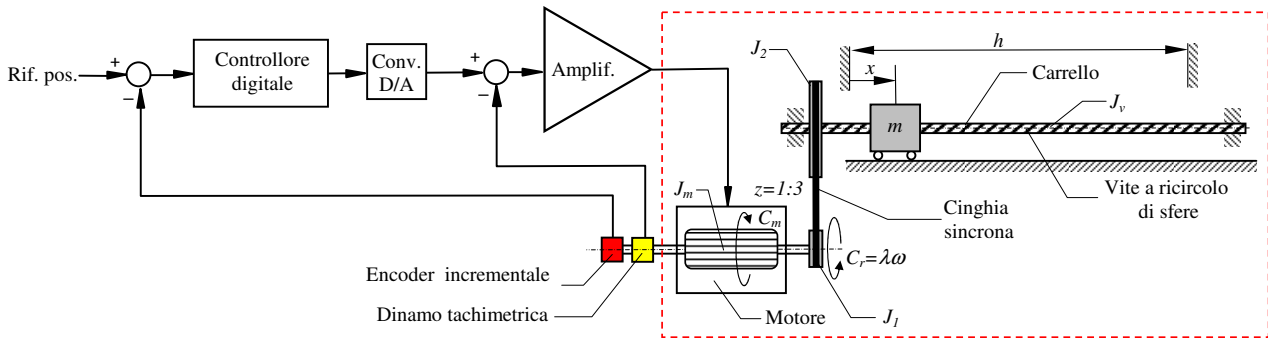 J2
h
x
Carrello
Jv
Rif. pos.
+
−
Controllore
digitale
Conv.
D/A
+
−
Amplif.
m
Jm
z=1:3
Cm
Cinghia
sincrona
Vite a ricircolo
di sfere
Cr=λω
Encoder incrementale
Dinamo tachimetrica
Motore
J1